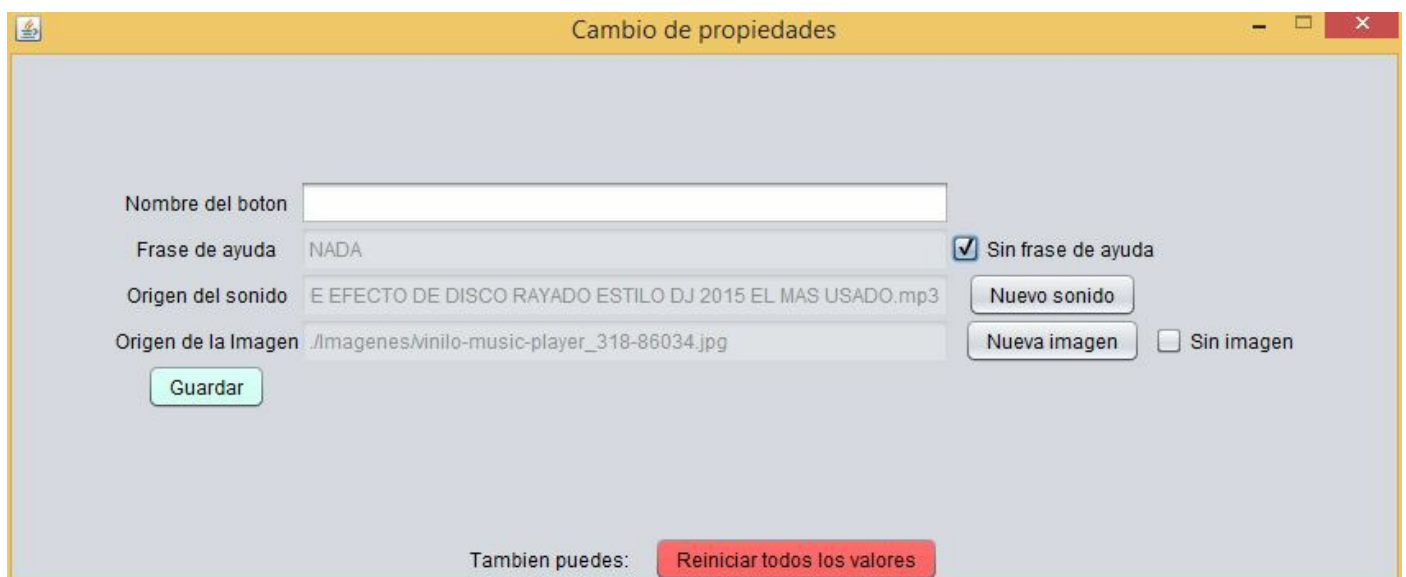 Cambio de propiedades
Nombre del boton
Frase de ayuda NADA Sin frase de ayuda
Origen del sonido E EFECTO DE DISCO RAYADO ESTILO DJ 2015 EL MAS USADO.mp3 Nuevo sonido
Origen de la Imagen ./Imagenes/vinilo-music-player_318-86034.jpg Nueva imagen Sin imagen
Guardar
Tambien puedes: Reiniciar todos los valores